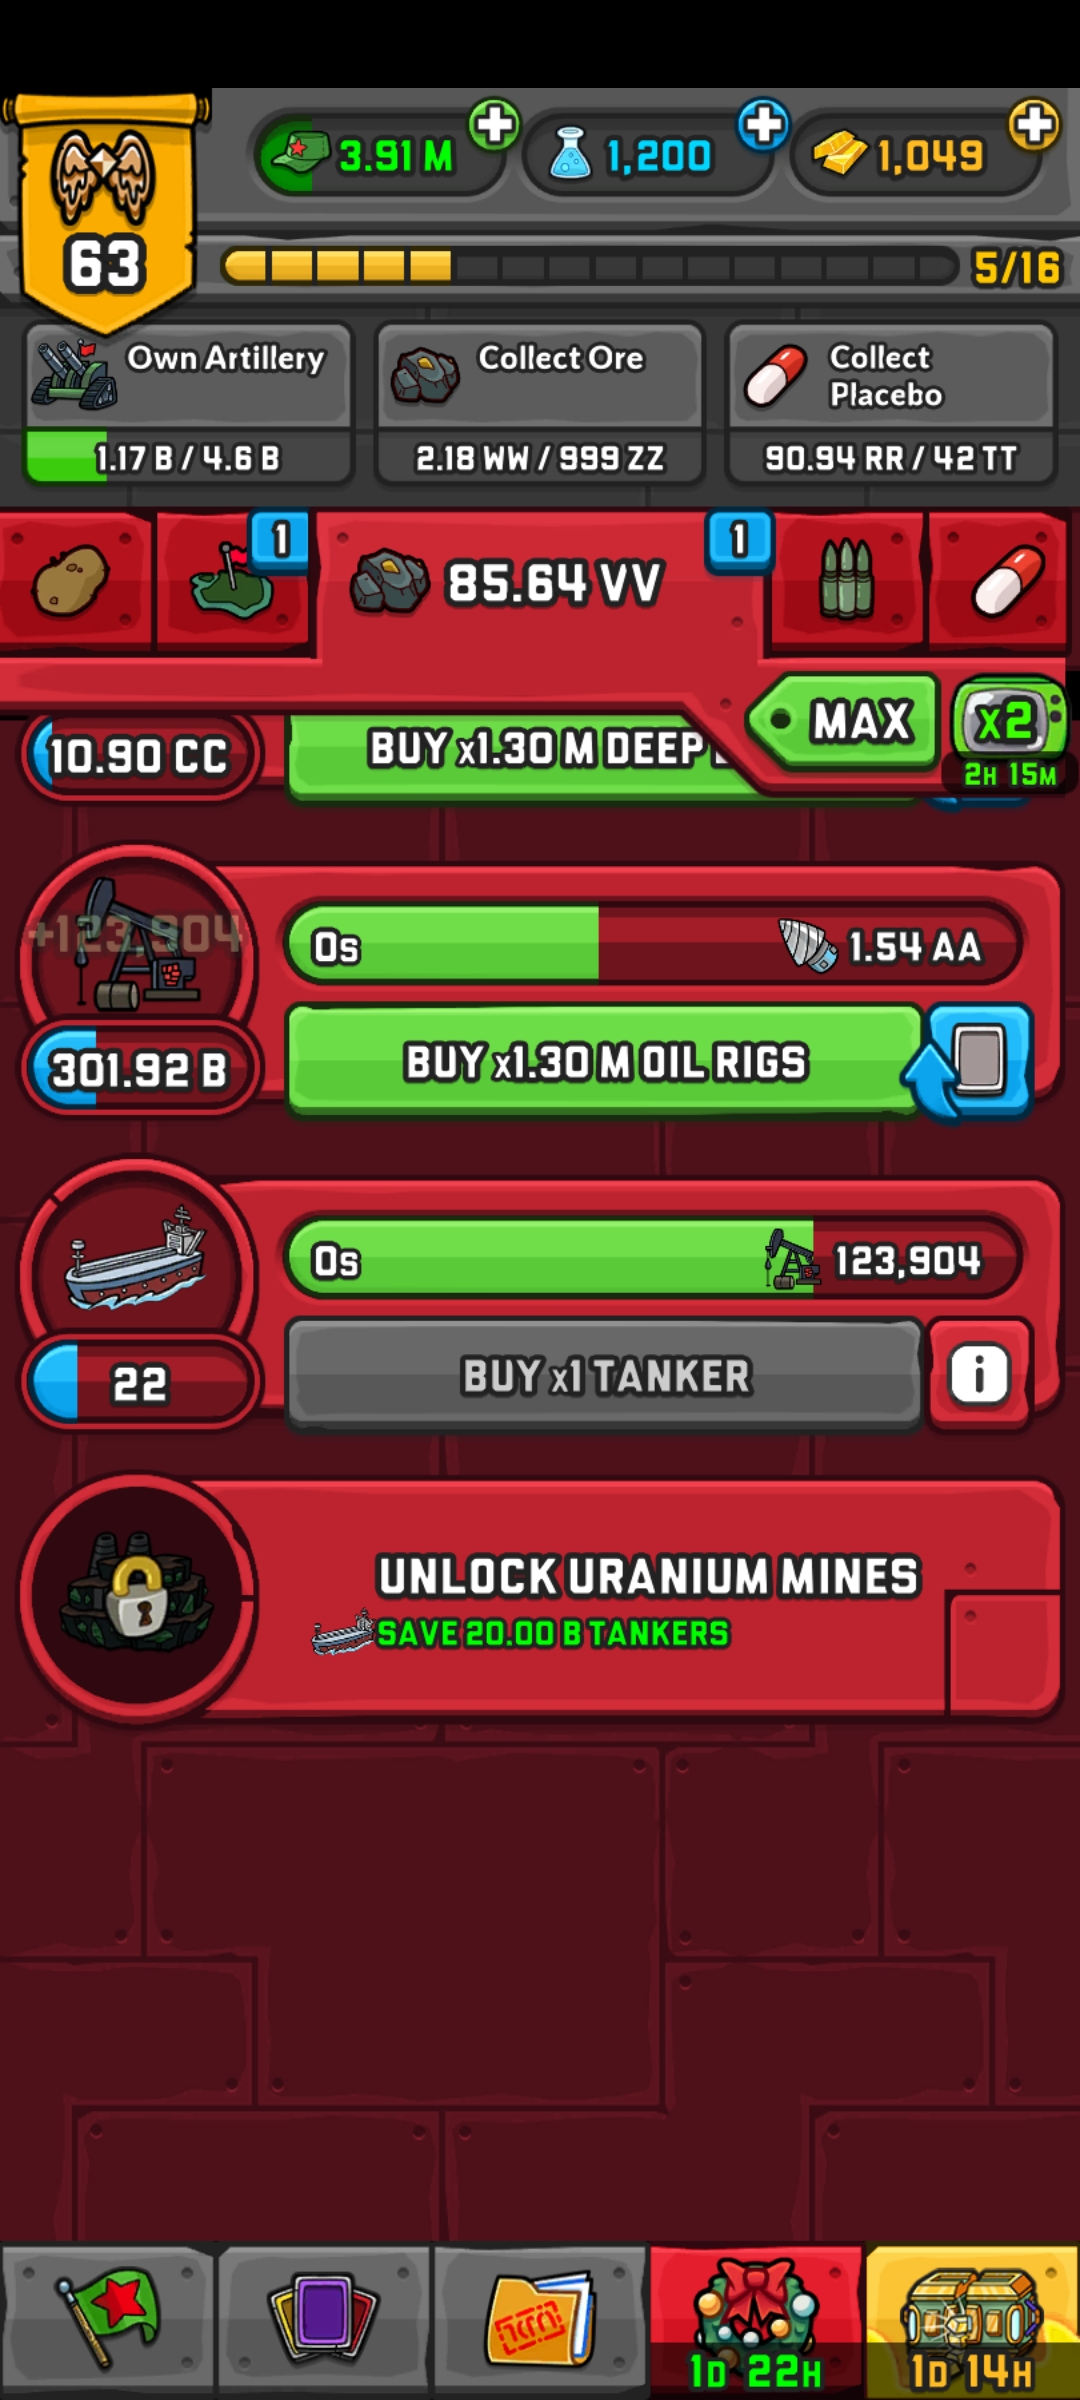 3.91 M
1,200
1,049
63
5/16
Own Artillery
1.17 B / 4.6 B
Collect Ore
2.18 WW / 999 ZZ
Collect
Placebo
90.94 RR / 42 TT
1
85.64 VV
1
MAX
x2
2H 15M
10.90 CC
BUY x1.30 M DEEP
+123,904
0s
1.54 AA
301.92 B
BUY x1.30 M OIL RIGS
0s
123,904
22
BUY x1 TANKER
i
UNLOCK URANIUM MINES
SAVE 20.00 B TANKERS
1D 22H
1D 14H